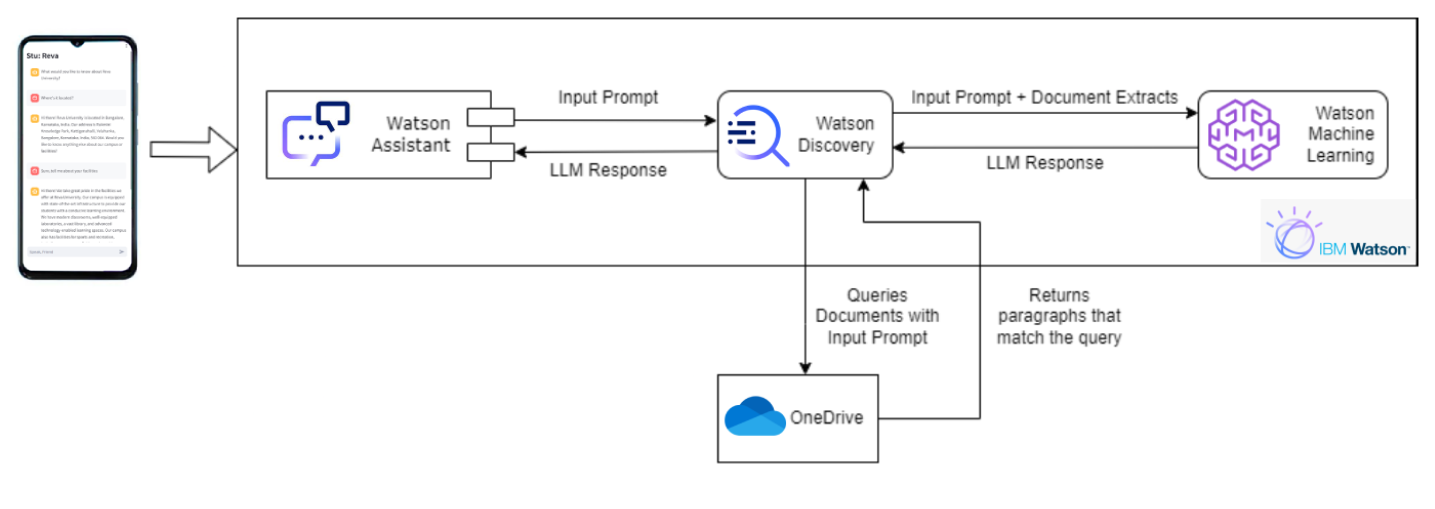 Stu: Reva
What would you like to know about Reva
University?
Where's it located?
Input Prompt
Watson
Assistant
LLM Response
Watson
Discovery
Input Prompt + Document Extracts
LLM Response
Watson
Machine
Learning
IBM Watson™
Queries
Documents with
Input Prompt
Returns
paragraphs that
match the query
OneDrive